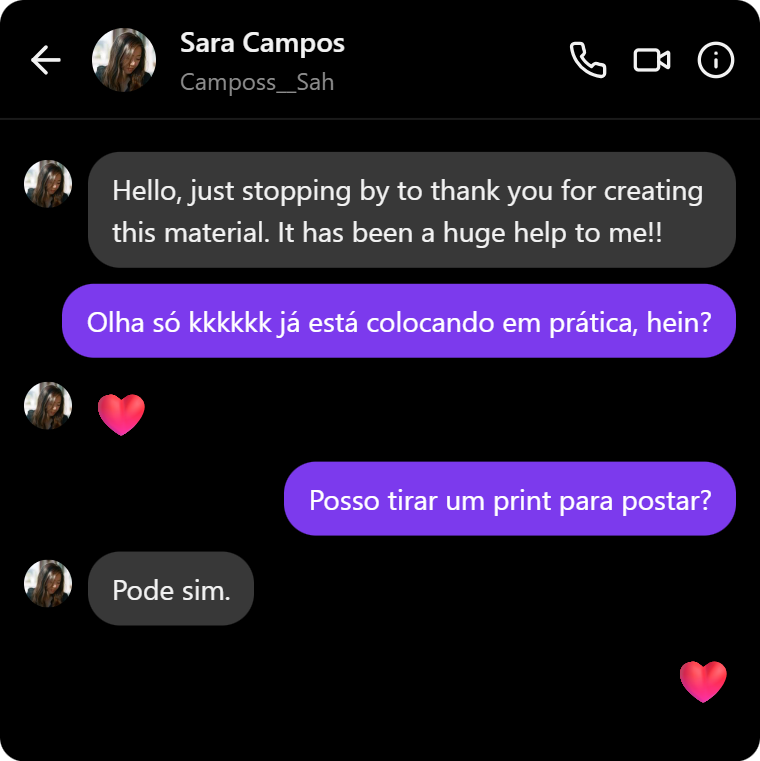 Sara Campos
Camposs__Sah
Hello, just stopping by to thank you for creating
this material. It has been a huge help to me!!
Olha só kkkkkk já está colocando em prática, hein?
Posso tirar um print para postar?
Pode sim.